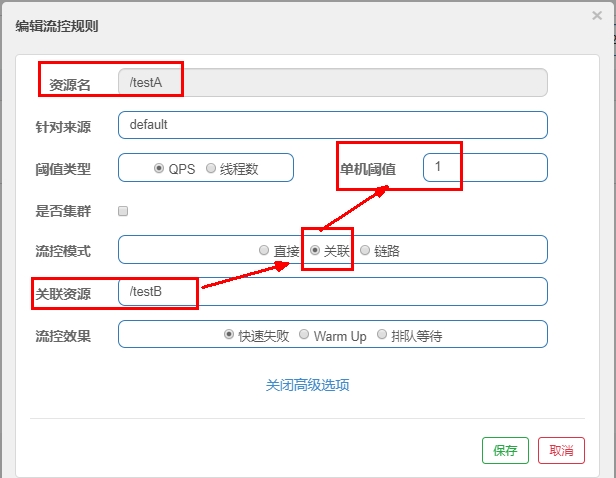 编辑流控规则
×
资源名 /testA
针对来源 default
阈值类型 QPS 线程数 单机阈值 1
是否集群
流控模式 直接 关联 链路
关联资源 /testB
流控效果 快速失败 Warm Up 排队等待
关闭高级选项
保存 取消